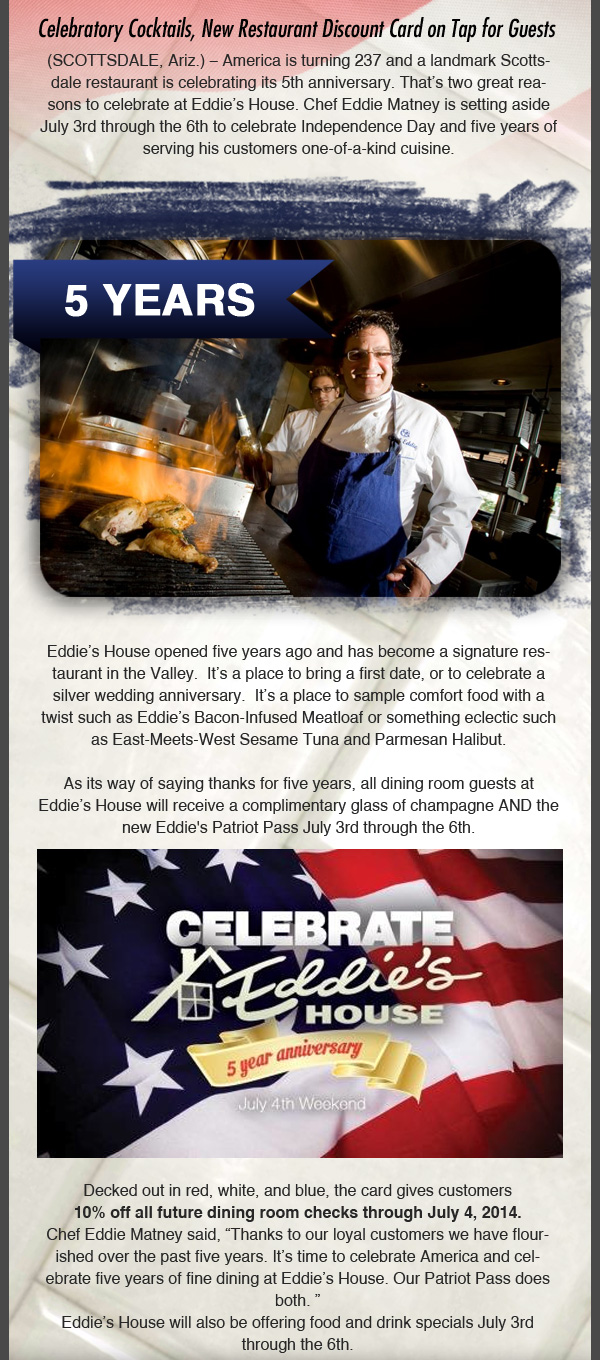 Celebratory Cocktails, New Restaurant Discount Card on Tap for Guests
(SCOTTSDALE, Ariz.) – America is turning 237 and a landmark Scotts-
dale restaurant is celebrating its 5th anniversary. That’s two great rea-
sons to celebrate at Eddie’s House. Chef Eddie Matney is setting aside
July 3rd through the 6th to celebrate Independence Day and five years of
serving his customers one-of-a-kind cuisine.
5 YEARS
Eddie’s House opened five years ago and has become a signature res-
taurant in the Valley.  It’s a place to bring a first date, or to celebrate a
silver wedding anniversary.  It’s a place to sample comfort food with a
twist such as Eddie’s Bacon-Infused Meatloaf or something eclectic such
as East-Meets-West Sesame Tuna and Parmesan Halibut.
As its way of saying thanks for five years, all dining room guests at
Eddie’s House will receive a complimentary glass of champagne AND the
new Eddie's Patriot Pass July 3rd through the 6th.
CELEBRATE
Eddie's
HOUSE
5 year anniversary
July 4th Weekend
Decked out in red, white, and blue, the card gives customers
10% off all future dining room checks through July 4, 2014.
Chef Eddie Matney said, “Thanks to our loyal customers we have flour-
ished over the past five years. It’s time to celebrate America and cel-
ebrate five years of fine dining at Eddie’s House. Our Patriot Pass does
both. ”
Eddie’s House will also be offering food and drink specials July 3rd
through the 6th.